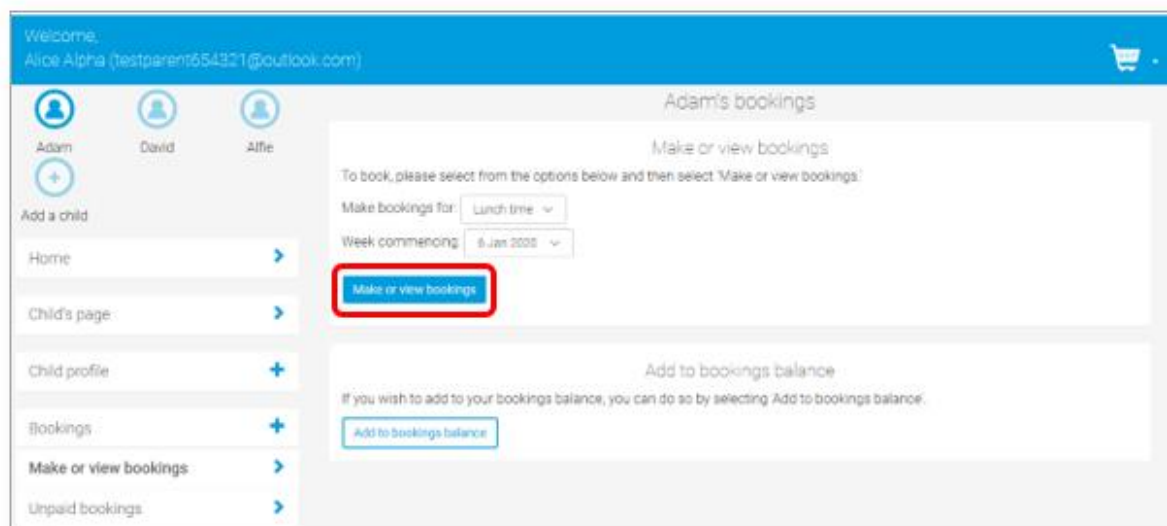 Welcome,
Alice Alpha (testparent654321@outlook.com)
Adam
David
Alfie
Add a child
Home
Child's page
Child profile
Bookings
Make or view bookings
Unpaid bookings
Adam's bookings
Make or view bookings
To book, please select from the options below and then select 'Make or view bookings.'
Make bookings for: Lunch time
Week commencing: 6 Jan 2020
Make or view bookings
Add to bookings balance
If you wish to add to your bookings balance, you can do so by selecting 'Add to bookings balance'.
Add to bookings balance